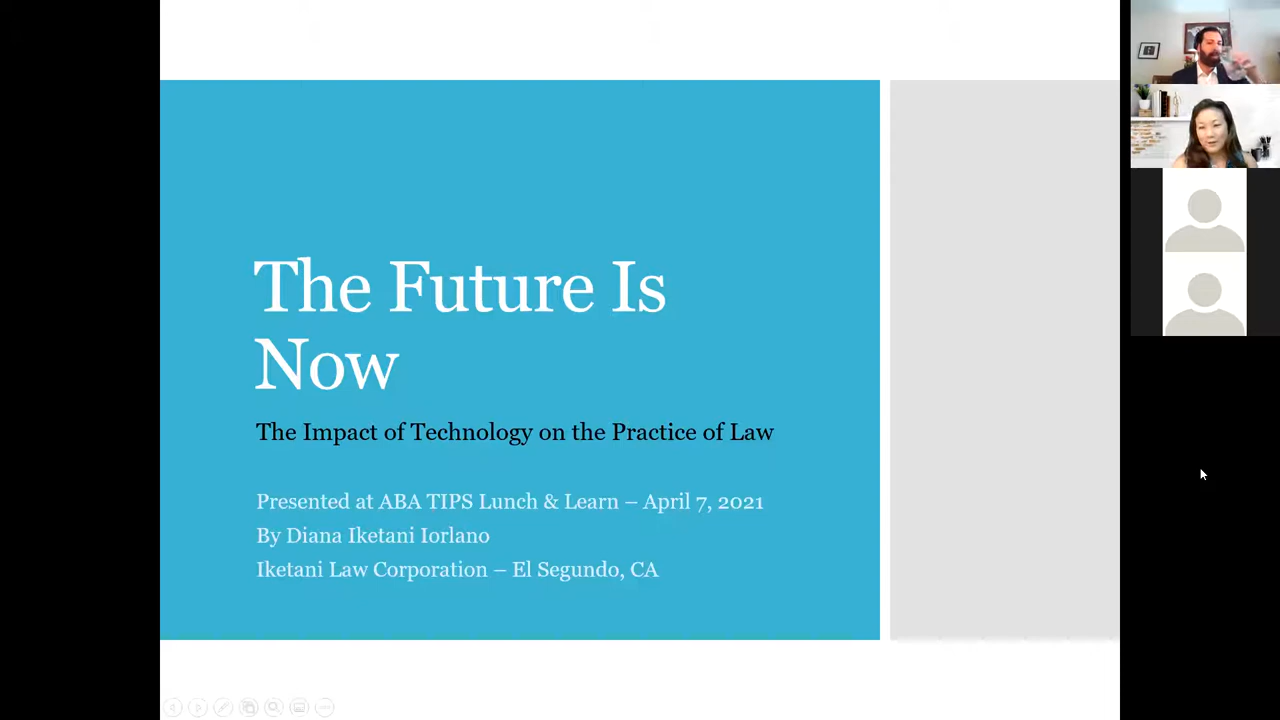 The Future Is
Now
The Impact of Technology on the Practice of Law
Presented at ABA TIPS Lunch & Learn – April 7, 2021
By Diana Iketani Iorlano
Iketani Law Corporation – El Segundo, CA